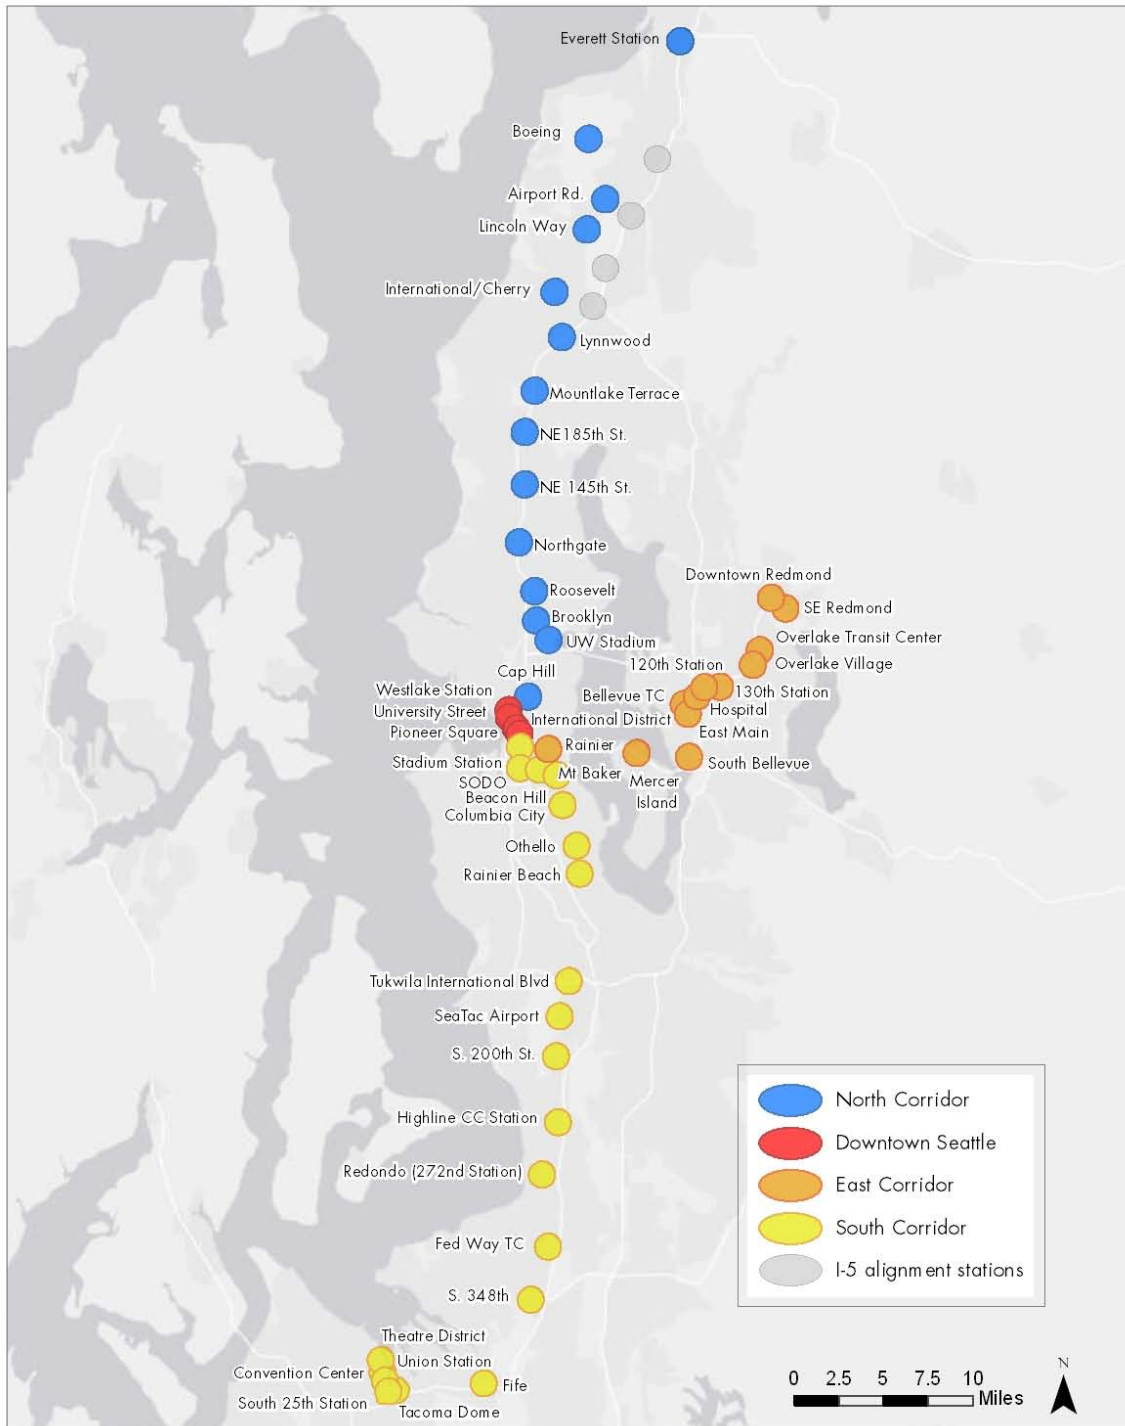 Everett Station
Boeing
Airport Rd.
Lincoln Way
International/Cherry
Lynnwood
Mountlake Terrace
NE185th St.
NE 145th St.
Northgate
Downtown Redmond
Roosevelt
SE Redmond
Brooklyn
UW Stadium
Overlake Transit Center
120th Station
Overlake Village
Cap Hill
Westlake Station
Bellevue TC
130th Station
University Street
International District
Hospital
Pioneer Square
East Main
Rainier
Stadium Station
Mt Baker
South Bellevue
SODO
Mercer
Island
Beacon Hill
Columbia City
Othello
Rainier Beach
Tukwila International Blvd
SeaTac Airport
S. 200th St.
Highline CC Station
Redondo (272nd Station)
Fed Way TC
S. 348th
Theatre District
Union Station
Convention Center
Fife
South 25th Station
Tacoma Dome
North Corridor
Downtown Seattle
East Corridor
South Corridor
I-5 alignment stations
N
0 2.5 5 7.5 10
Miles